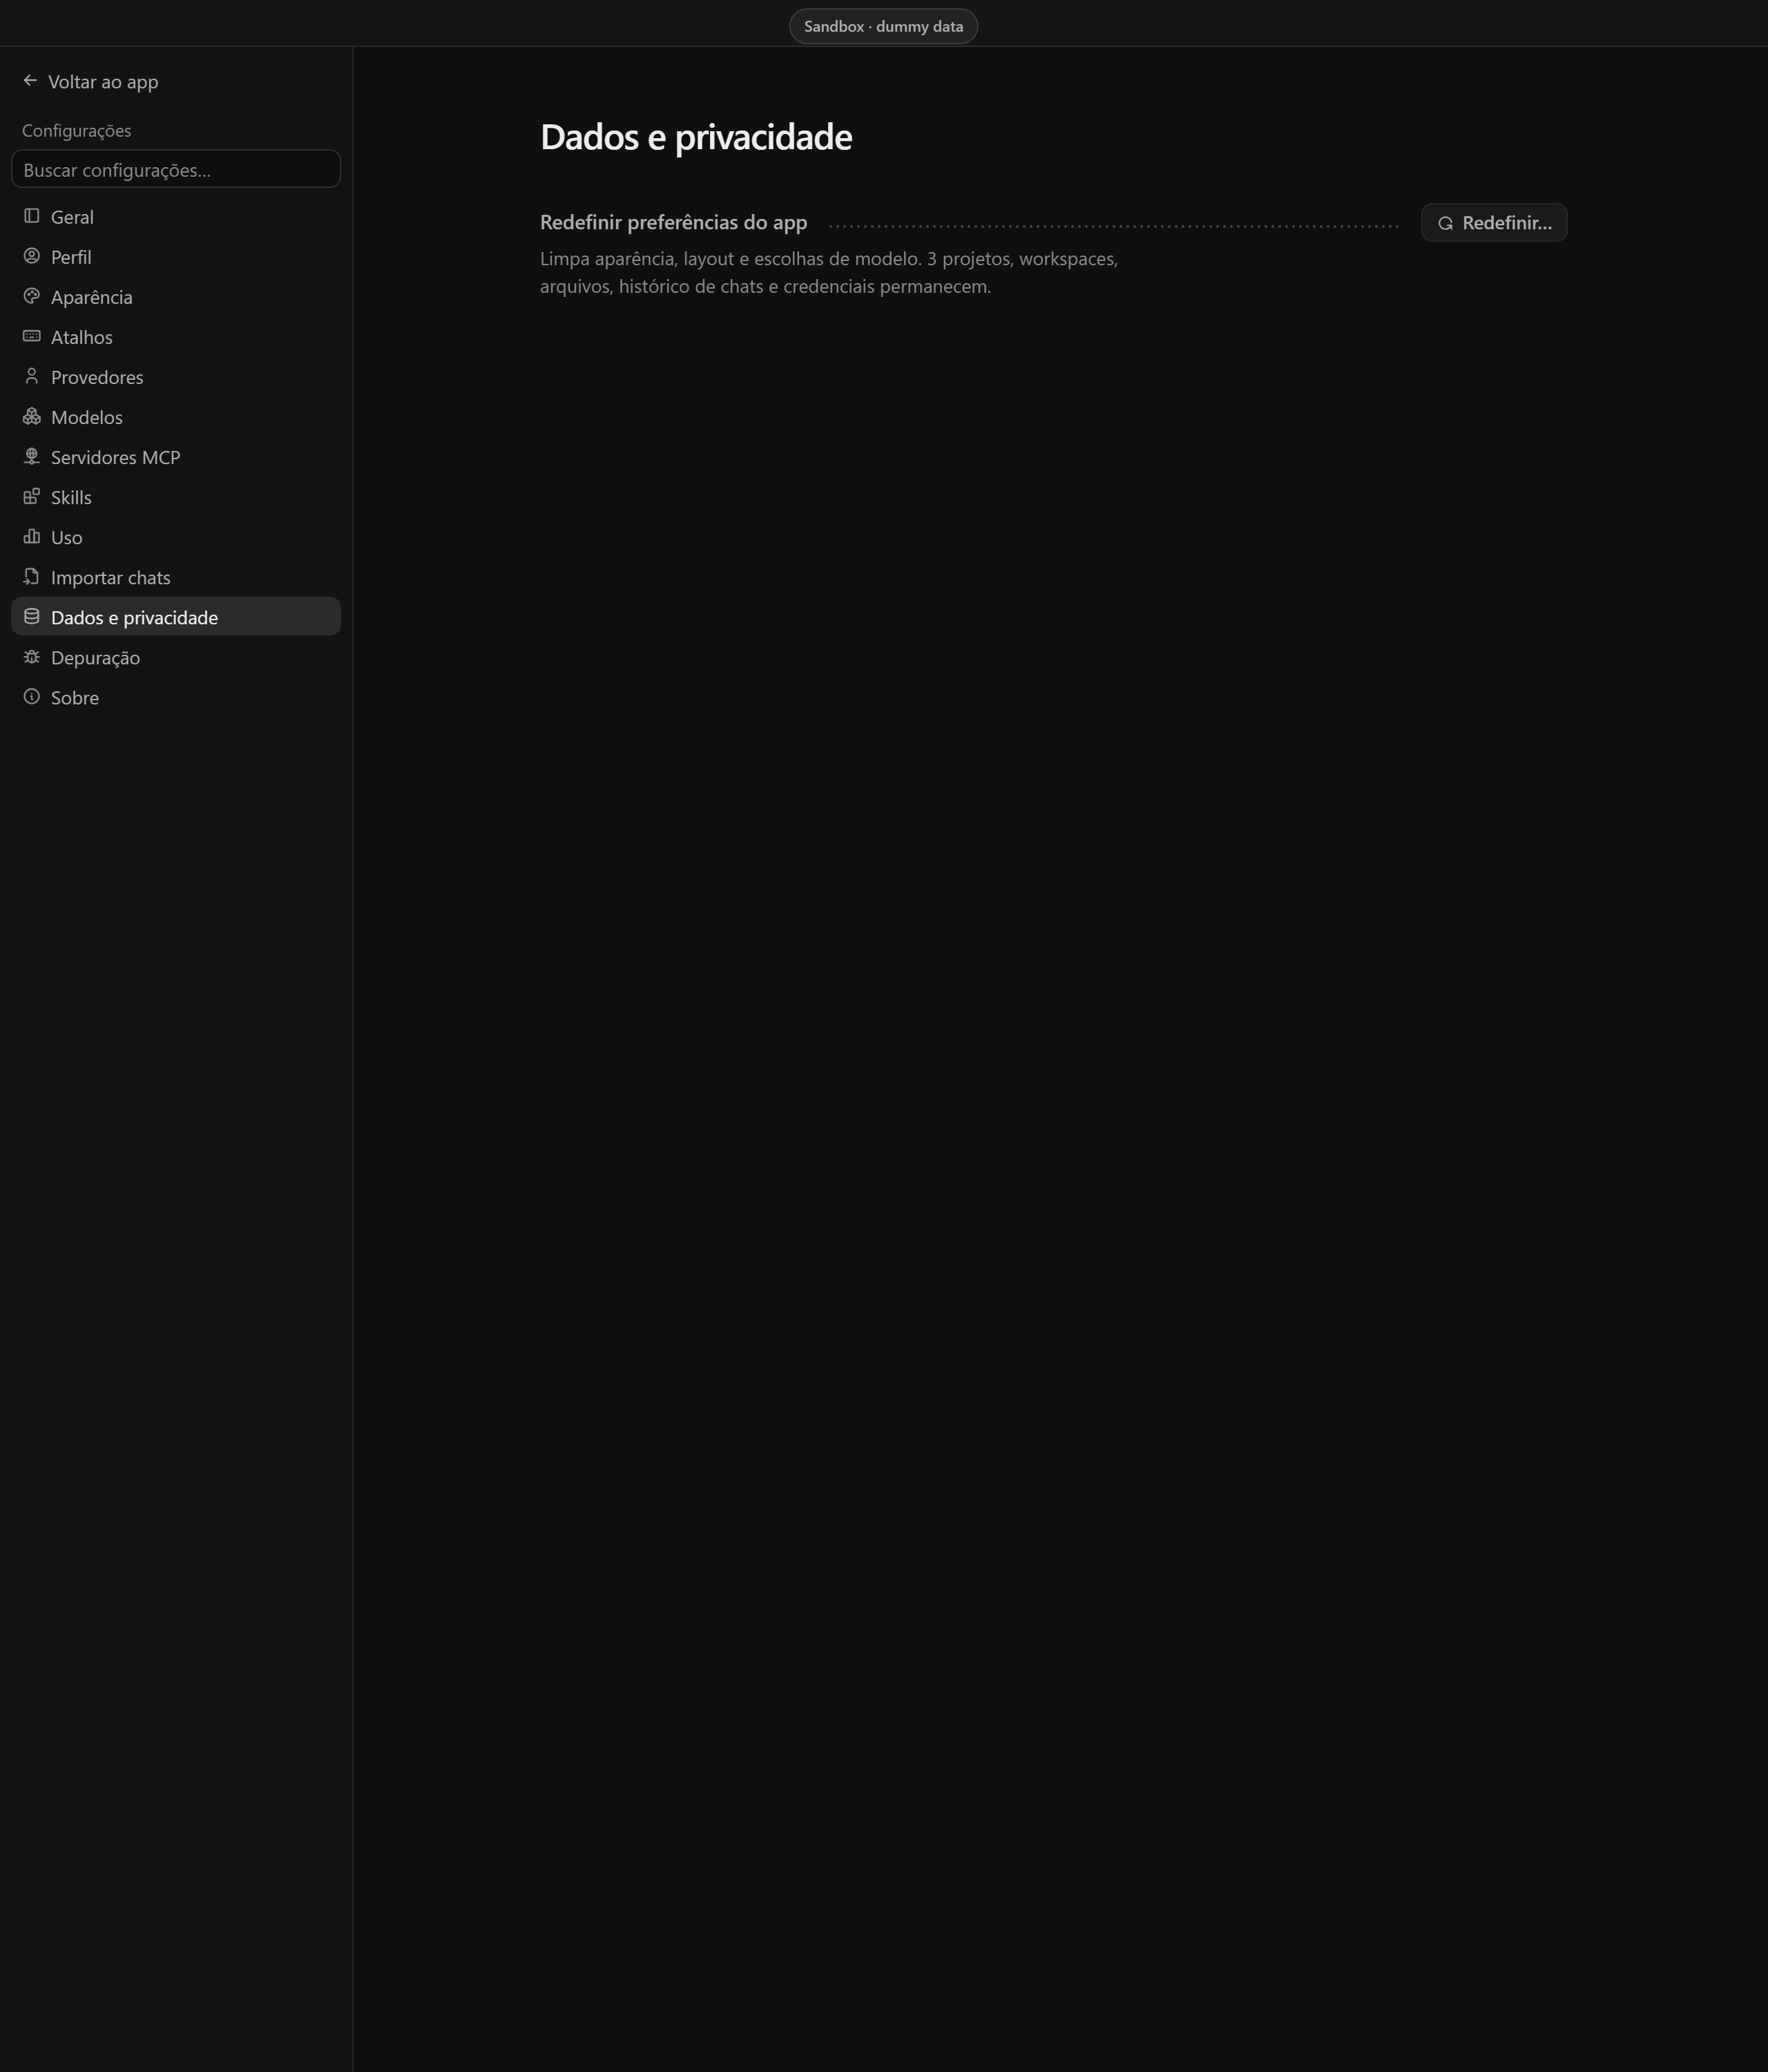 Sandbox · dummy data
Voltar ao app
Configurações
Buscar configurações...
Geral
Perfil
Aparência
Atalhos
Provedores
Modelos
Servidores MCP
Skills
Uso
Importar chats
Dados e privacidade
Depuração
Sobre
Dados e privacidade
Redefinir preferências do app
Redefinir...
Limpa aparência, layout e escolhas de modelo. 3 projetos, workspaces,
arquivos, histórico de chats e credenciais permanecem.